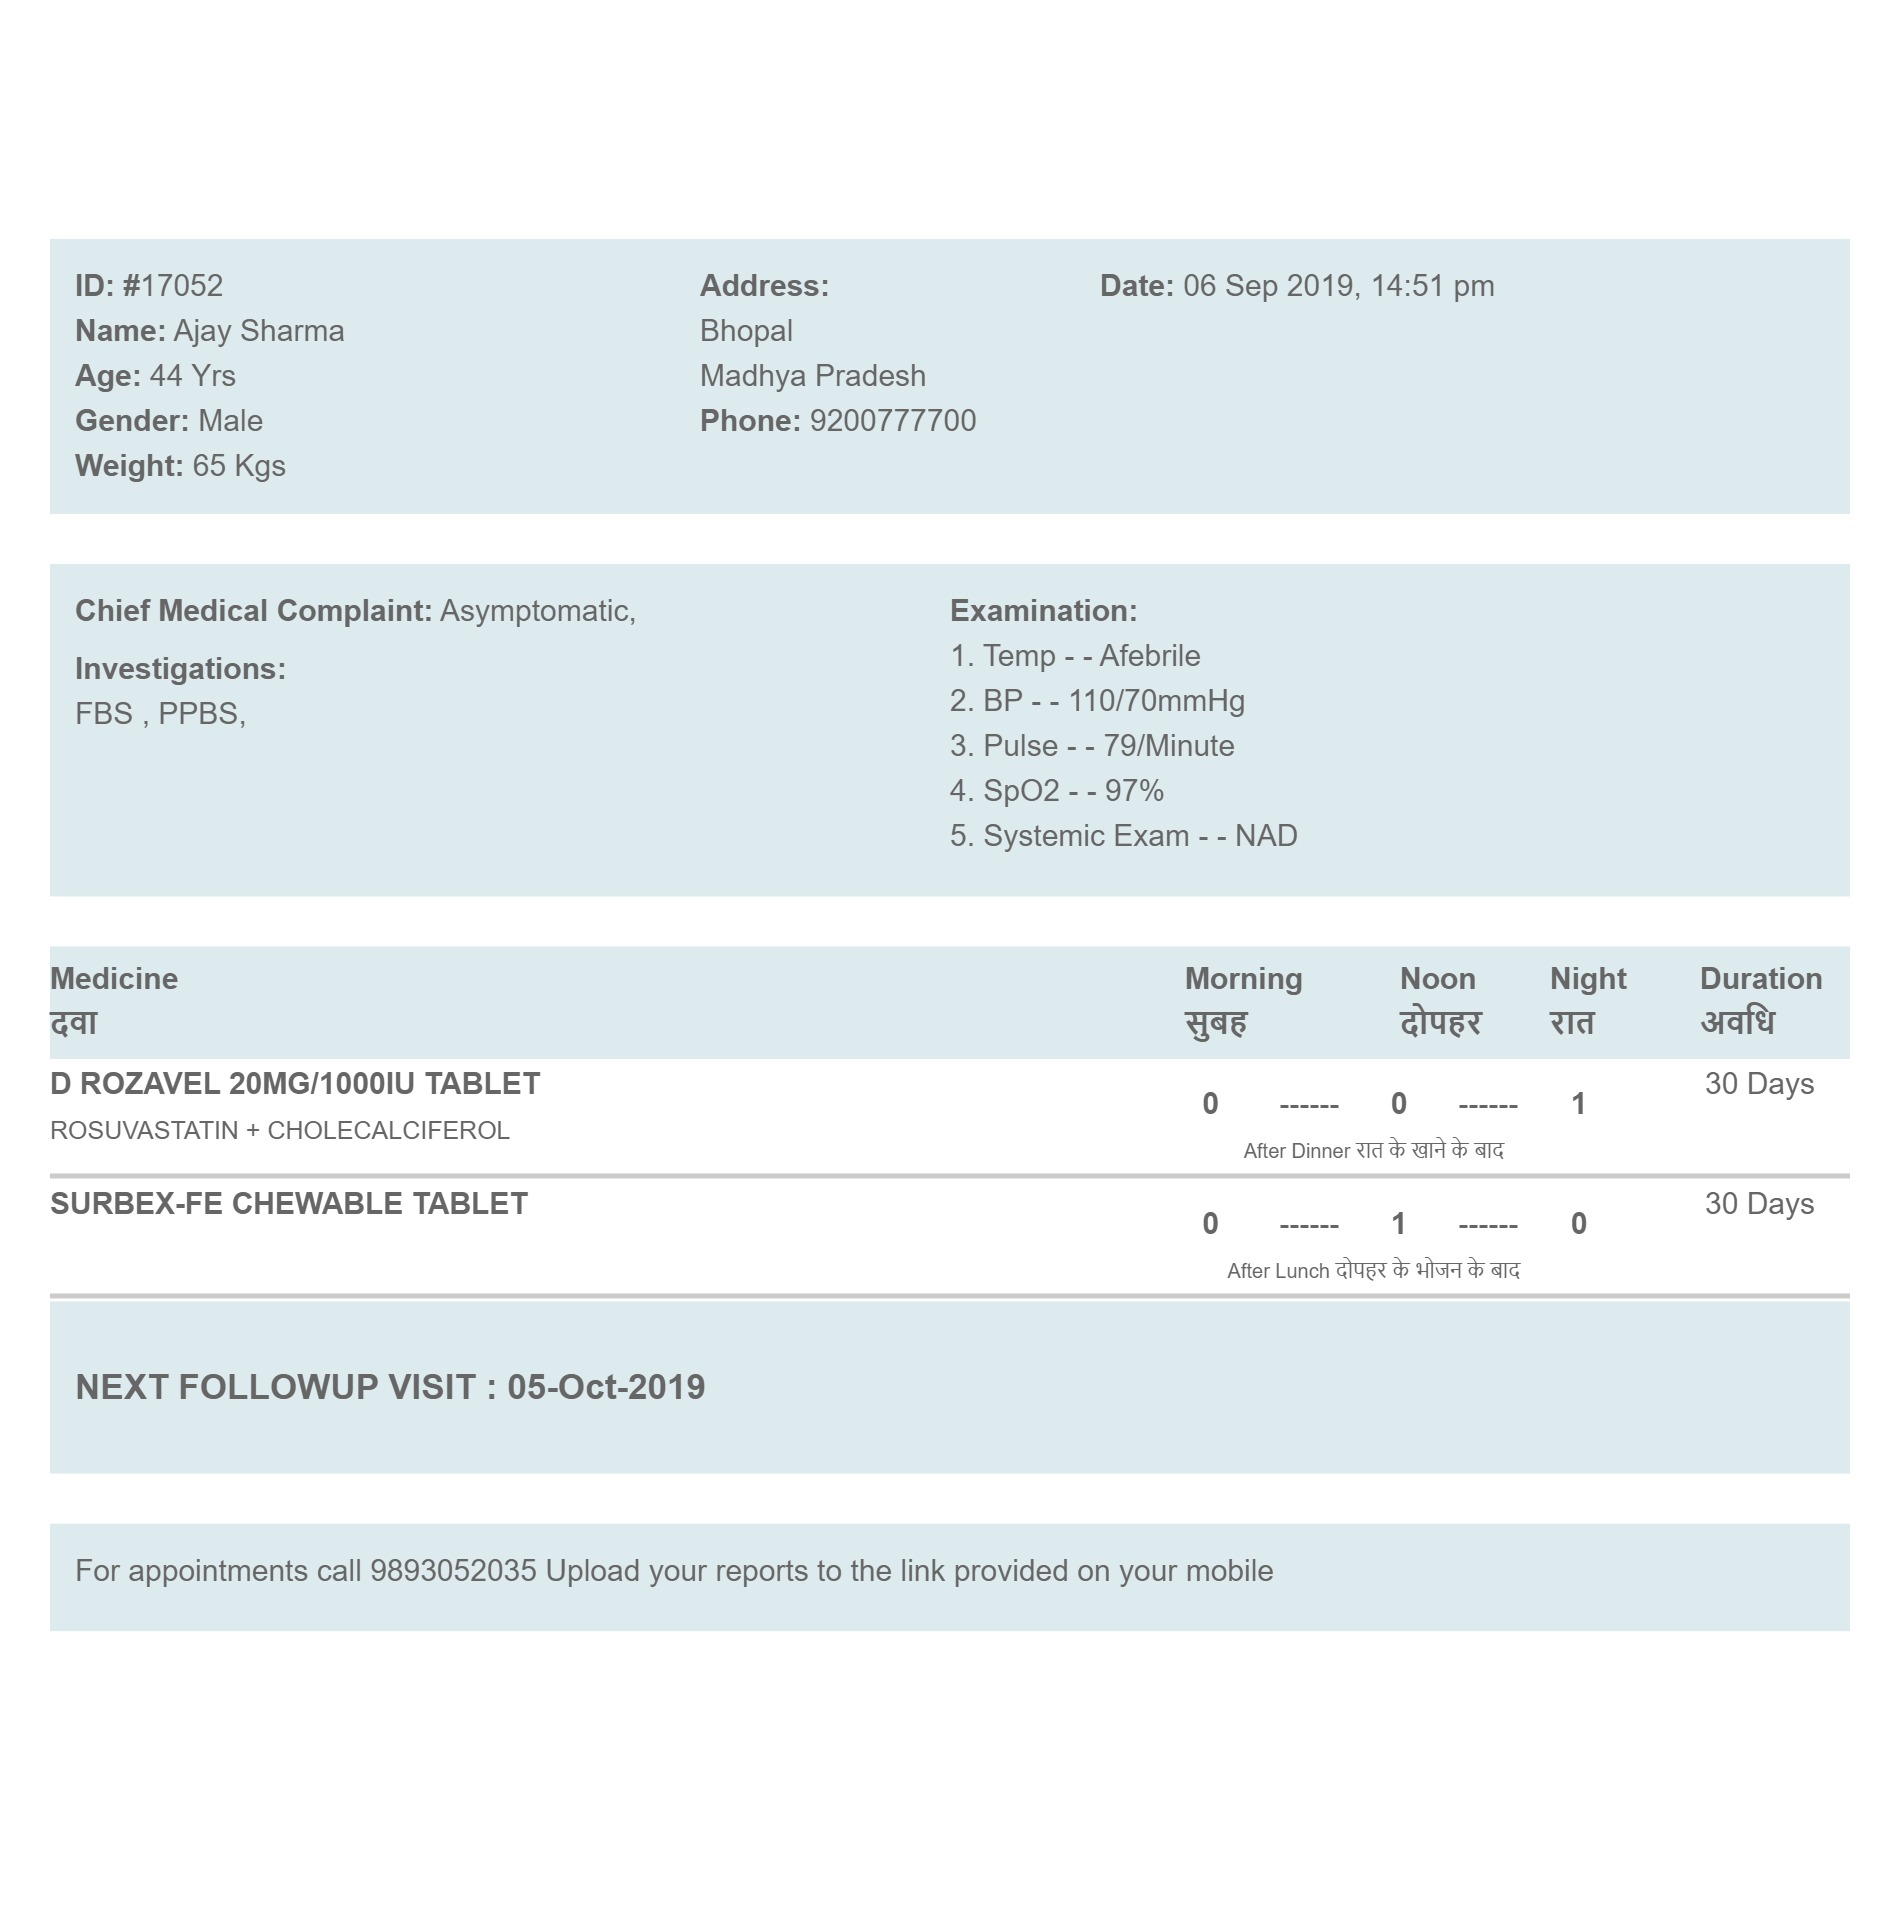 ID: #17052
Name: Ajay Sharma
Age: 44 Yrs
Gender: Male
Weight: 65 Kgs
Address:
Bhopal
Madhya Pradesh
Phone: 9200777700
Date: 06 Sep 2019, 14:51 pm
Chief Medical Complaint: Asymptomatic,
Investigations:
FBS , PPBS,
Examination:
1. Temp - - Afebrile
2. BP - - 110/70mmHg
3. Pulse - - 79/Minute
4. SpO2 - - 97%
5. Systemic Exam - - NAD
Medicine Morning Noon Night Duration
दवा सुबह दोपहर रात अवधि
D ROZAVEL 20MG/1000IU TABLET 0 ------ 0 ------ 1 30 Days
ROSUVASTATIN + CHOLECALCIFEROL
After Dinner रात के खाने के बाद
SURBEX-FE CHEWABLE TABLET 0 ------ 1 ------ 0 30 Days
After Lunch दोपहर के भोजन के बाद
NEXT FOLLOWUP VISIT : 05-Oct-2019
For appointments call 9893052035 Upload your reports to the link provided on your mobile